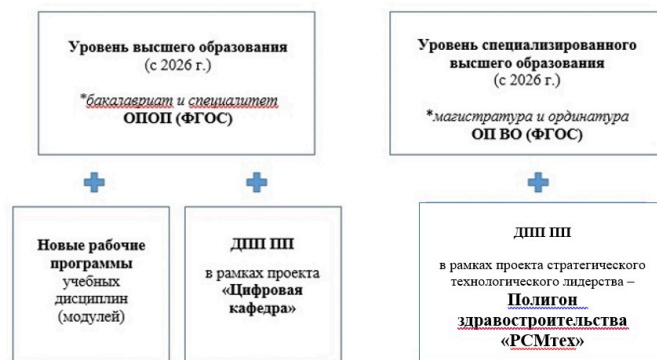 Уровень высшего образования
(с 2026 г.)
*бакалавриат и специалитет
ОПОП (ФГОС)
Уровень специализированного
высшего образования
(с 2026 г.)
*магистратура и ординатура
ОП ВО (ФГОС)
Новые рабочие
программы
учебных
дисциплин
(модулей)
ДПП ПП
в рамках проекта
«Цифровая
кафедра»
ДПП ПП
в рамках проекта стратегического
технологического лидерства –
Полигон
здравостроительства
«РСМтех»